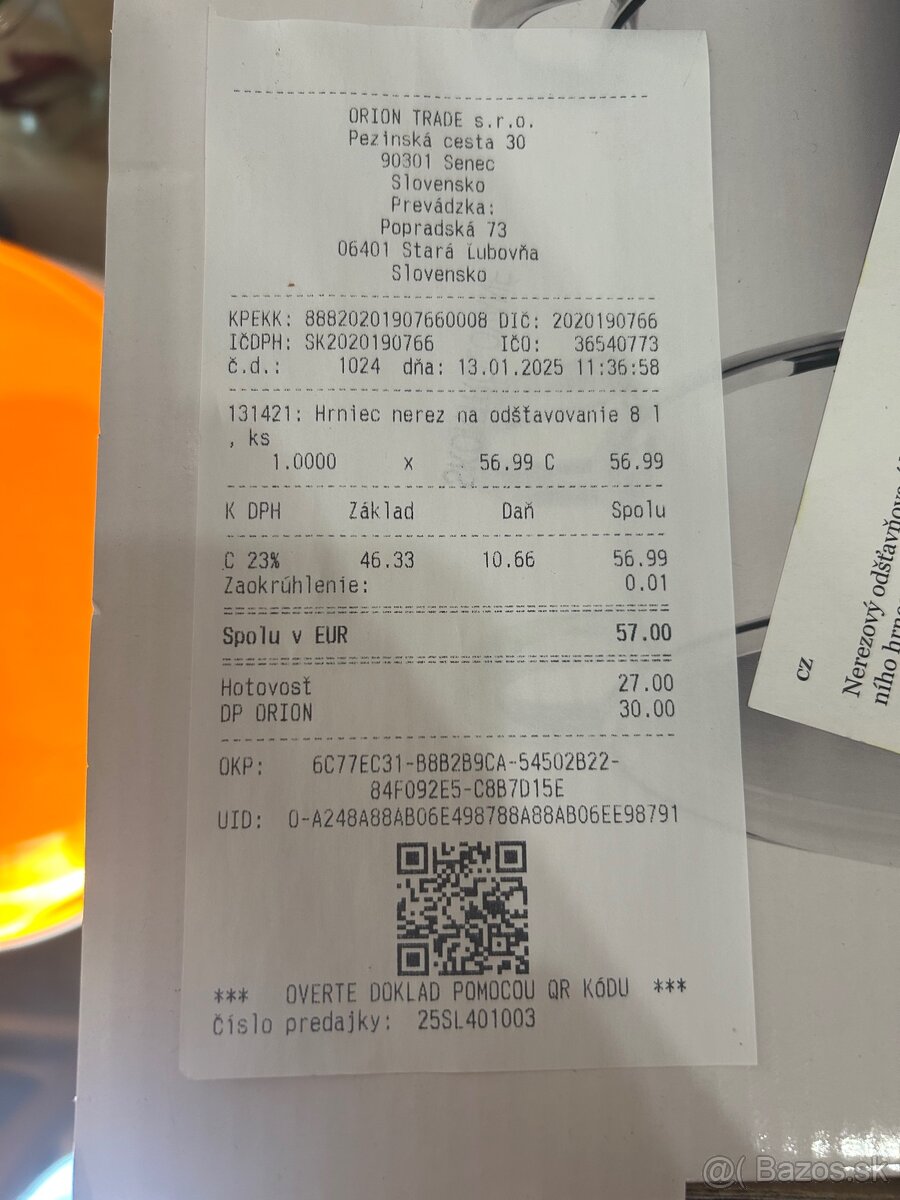 ORION TRADE s.r.o.
Pezinská cesta 30
90301 Senec
Slovensko
Prevádzka:
Popradská 73
06401 Stará Ľubovňa
Slovensko
KPEKK: 88820201907660008 DIČ: 2020190766
IČDPH: SK2020190766 IČO: 36540773
č.d.: 1024 dňa: 13.01.2025 11:36:58
131421: Hrniec nerez na odšťavovanie 8 l
, ks
1.0000 x 56.99 C 56.99
K DPH Základ Daň Spolu
C 23% 46.33 10.66 56.99
Zaokrúhlenie: 0.01
Spolu v EUR 57.00
Hotovosť 27.00
DP ORION 30.00
OKP: 6C77EC31-B8B2B9CA-54502B22-
84F092E5-C8B7D15E
UID: O-A248A88AB06E498788A88AB06EE98791
*** OVERTE DOKLAD POMOCOU QR KÓDU ***
Číslo predajky: 25SL401003
CZ
Nerezový odšťavňova
ního hrnc
@( Bazos.sk